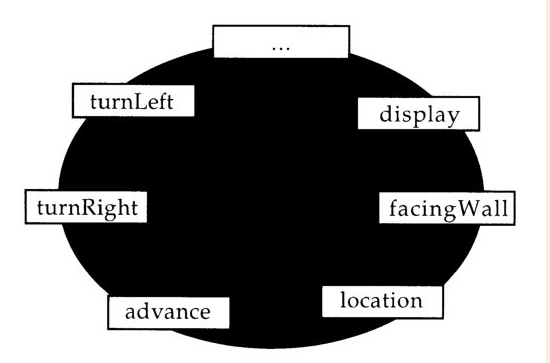 ...
turnLeft
display
turnRight
facingWall
location
advance